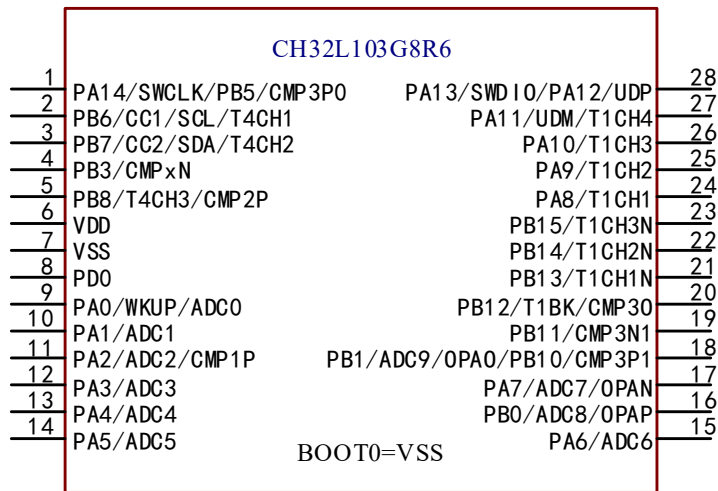 CH32L103G8R6
1 PA14/SWCLK/PB5/CMP3P0 PA13/SWDIO/PA12/UDP 28
2 PB6/CC1/SCL/T4CH1 PA11/UDM/T1CH4 27
3 PB7/CC2/SDA/T4CH2 PA10/T1CH3 26
4 PB3/CMPxN PA9/T1CH2 25
5 PB8/T4CH3/CMP2P PA8/T1CH1 24
6 VDD PB15/T1CH3N 23
7 VSS PB14/T1CH2N 22
8 PD0 PB13/T1CH1N 21
9 PA0/WKUP/ADC0 PB12/T1BK/CMP3O 20
10 PA1/ADC1 PB11/CMP3N1 19
11 PA2/ADC2/CMP1P PB1/ADC9/OPAO/PB10/CMP3P1 18
12 PA3/ADC3 PA7/ADC7/OPAN 17
13 PA4/ADC4 PB0/ADC8/OPAP 16
14 PA5/ADC5 PA6/ADC6 15
BOOT0=VSS